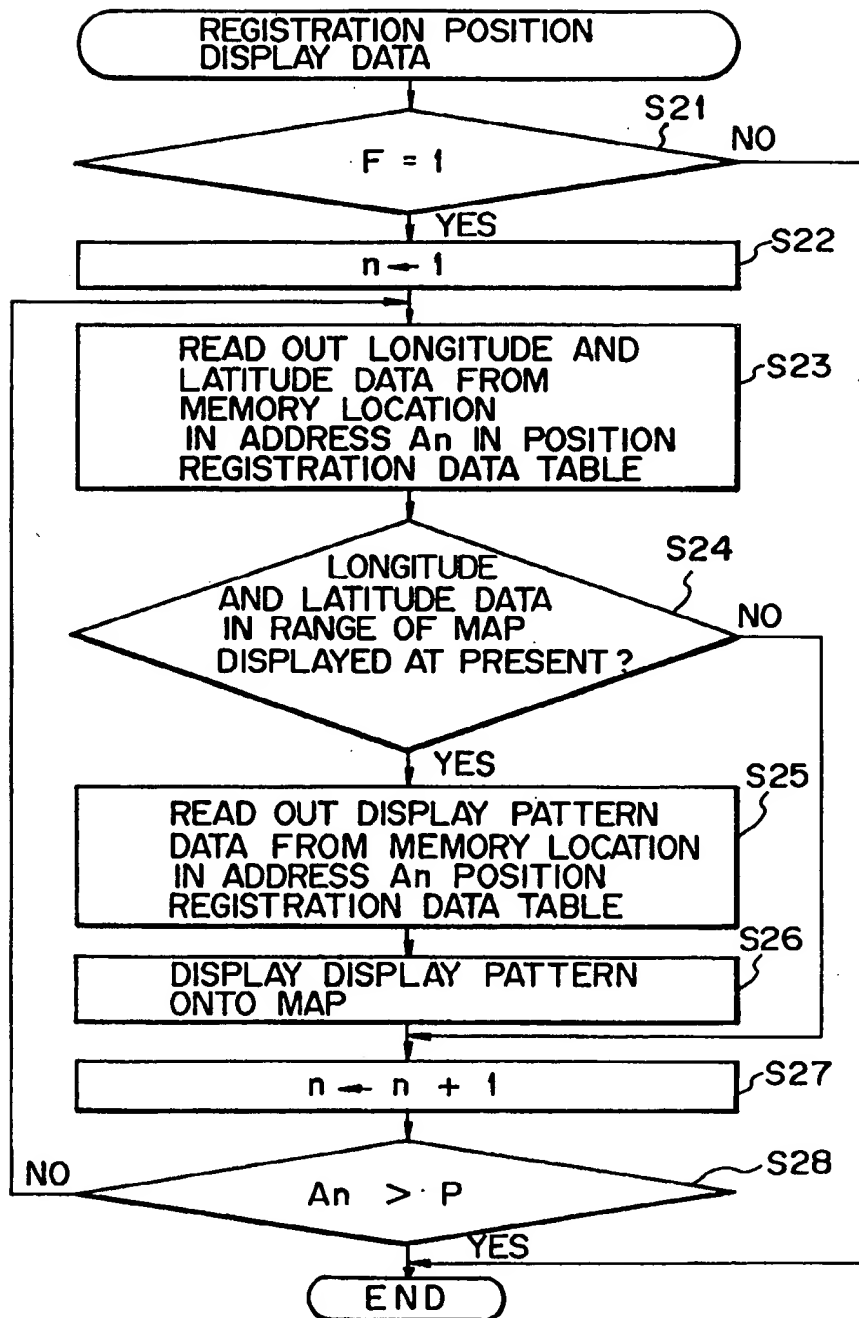 REGISTRATION POSITION
DISPLAY DATA
S21
F = 1
NO
YES
S22
n ← 1
READ OUT LONGITUDE AND
LATITUDE DATA FROM
MEMORY LOCATION
IN ADDRESS An IN POSITION
REGISTRATION DATA TABLE
S23
LONGITUDE
AND LATITUDE DATA
IN RANGE OF MAP
DISPLAYED AT PRESENT?
S24
NO
YES
READ OUT DISPLAY PATTERN
DATA FROM MEMORY LOCATION
IN ADDRESS An POSITION
REGISTRATION DATA TABLE
S25
S26
DISPLAY DISPLAY PATTERN
ONTO MAP
n ← n + 1
S27
NO
An > P
S28
YES
END